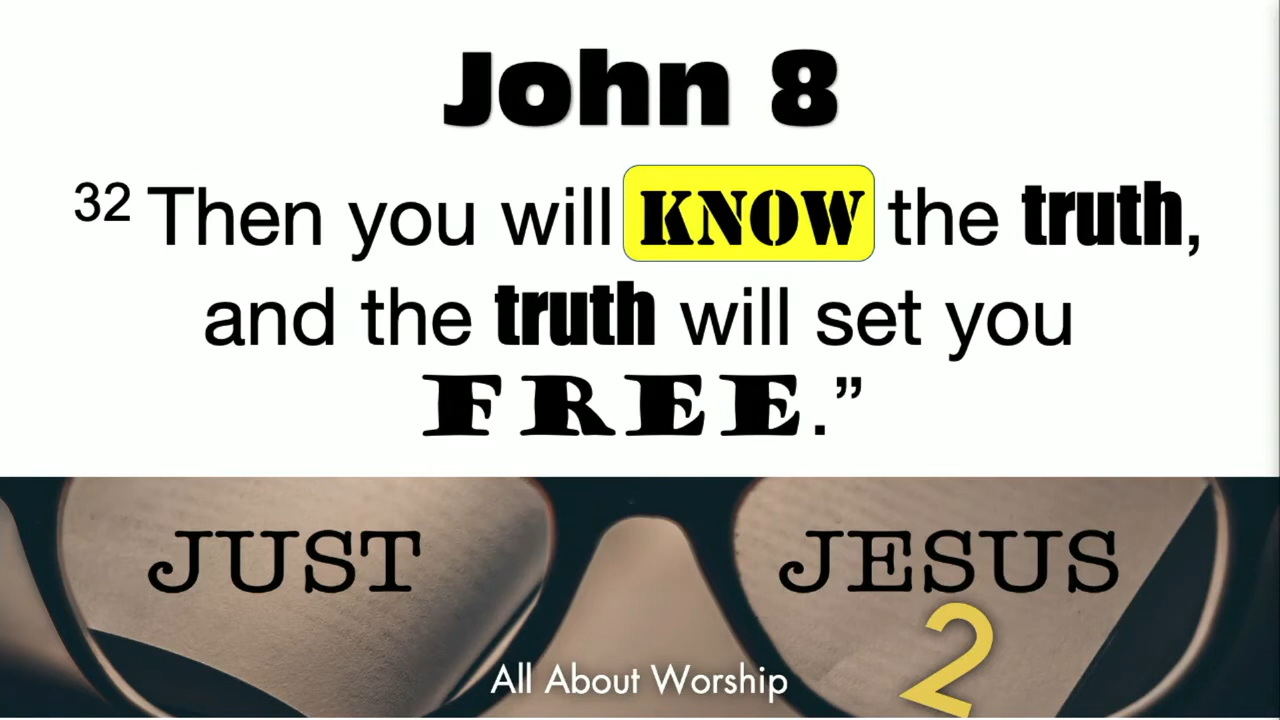 John 8
32 Then you will KNOW the truth,
and the truth will set you
FREE.”
JUST JESUS
2
All About Worship